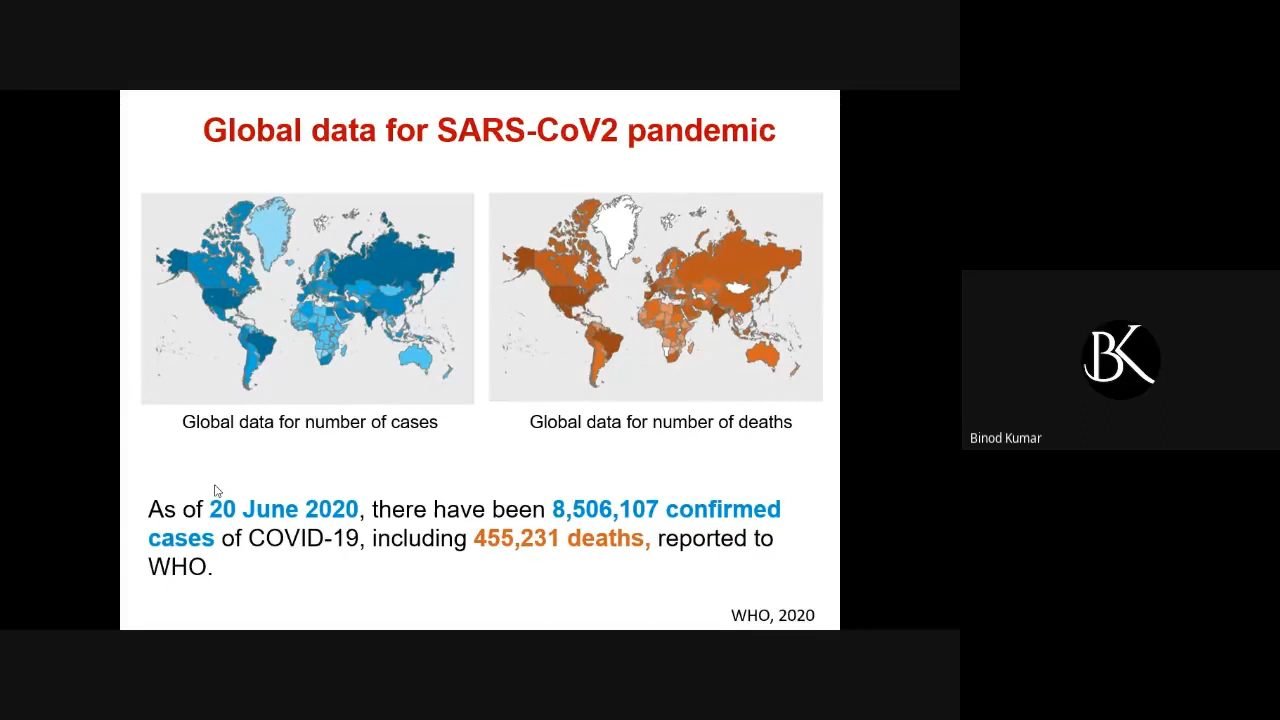 Global data for SARS-CoV2 pandemic
Global data for number of cases
Global data for number of deaths
As of 20 June 2020, there have been 8,506,107 confirmed
cases of COVID-19, including 455,231 deaths, reported to
WHO.
WHO, 2020
BK
Binod Kumar